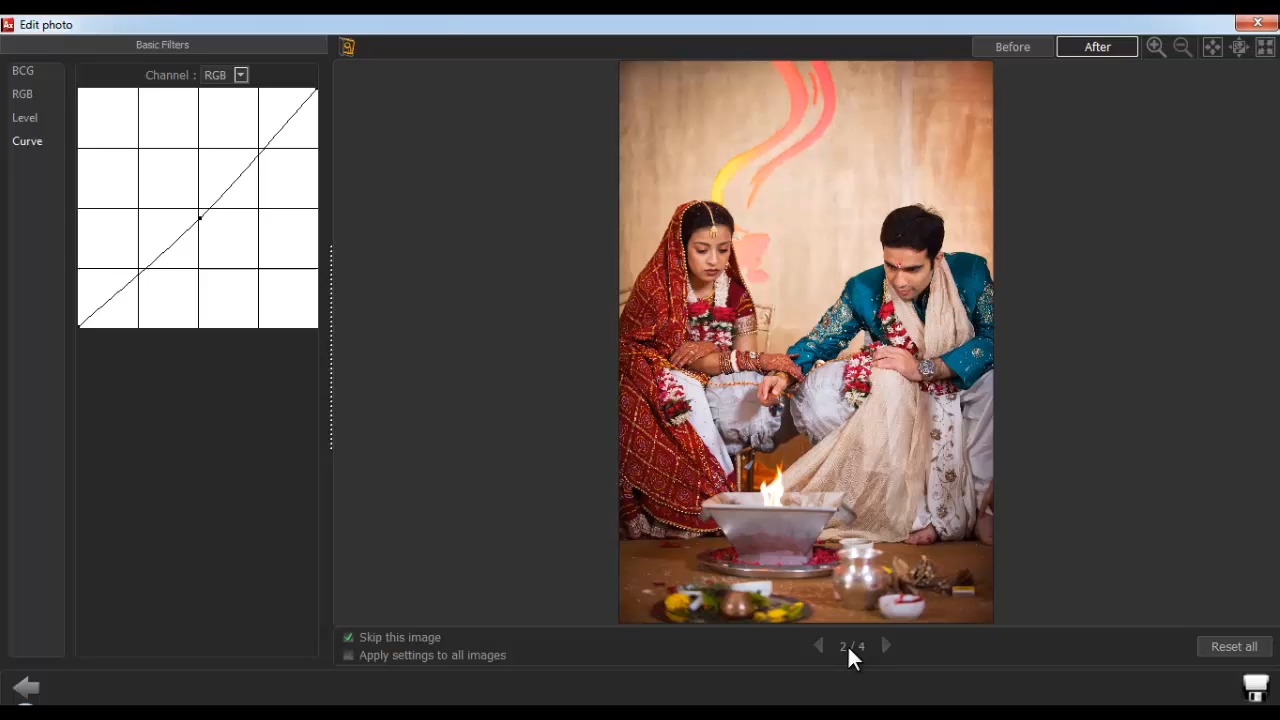 Ax Edit photo
Basic Filters
Before
After
BCG
RGB
Level
Curve
Channel : RGB
Skip this image
Apply settings to all images
2 / 4
Reset all